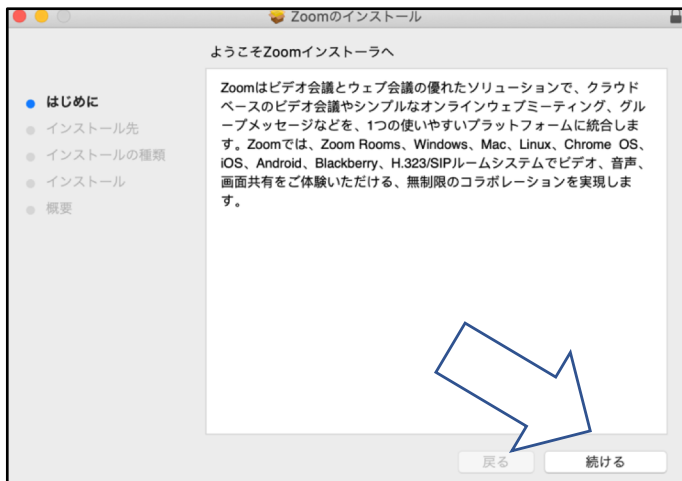 Zoomのインストール
ようこそZoomインストーラへ
はじめに
インストール先
インストールの種類
インストール
概要
Zoomはビデオ会議とウェブ会議の優れたソリューションで、クラウド
ベースのビデオ会議やシンプルなオンラインウェブミーティング、グル
ープメッセージなどを、1つの使いやすいプラットフォームに統合しま
す。Zoomでは、Zoom Rooms、Windows、Mac、Linux、Chrome OS、
iOS、Android、Blackberry、H.323/SIPルームシステムでビデオ、音声、
画面共有をご体験いただける、無制限のコラボレーションを実現しま
す。
戻る
続ける